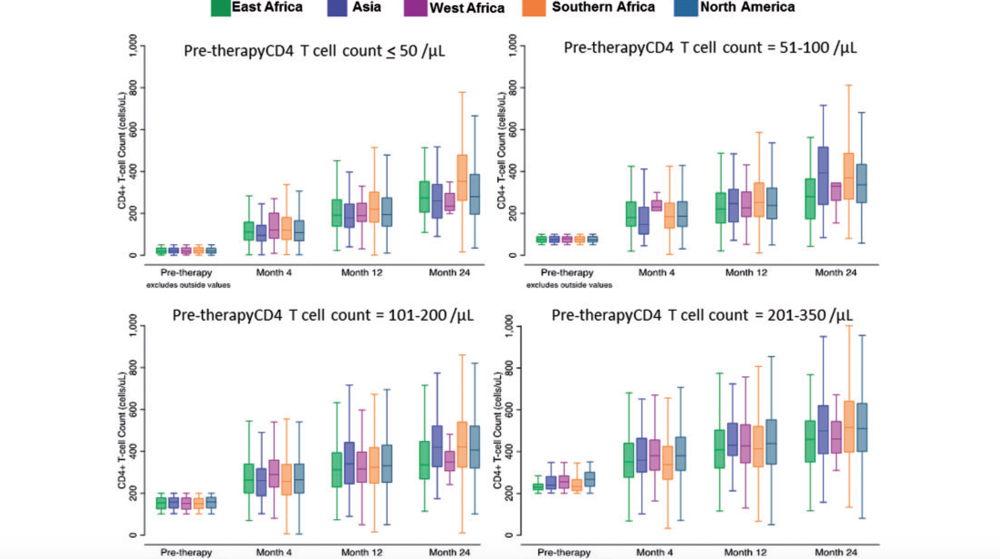 East Africa Asia West Africa Southern Africa North America
Pre-therapyCD4 T cell count ≤ 50 /µL
CD4+ T-cell Count (cells/uL)
1,000
800
600
400
200
0
Pre-therapy Month 4 Month 12 Month 24
excludes outside values
Pre-therapyCD4 T cell count = 51-100 /µL
CD4+ T-cell Count (cells/uL)
1,000
800
600
400
200
0
Pre-therapy Month 4 Month 12 Month 24
excludes outside values
Pre-therapyCD4 T cell count = 101-200 /µL
CD4+ T-cell Count (cells/uL)
1,000
800
600
400
200
0
Pre-therapy Month 4 Month 12 Month 24
Pre-therapyCD4 T cell count = 201-350 /µL
CD4+ T-cell Count (cells/uL)
1,000
800
600
400
200
0
Pre-therapy Month 4 Month 12 Month 24